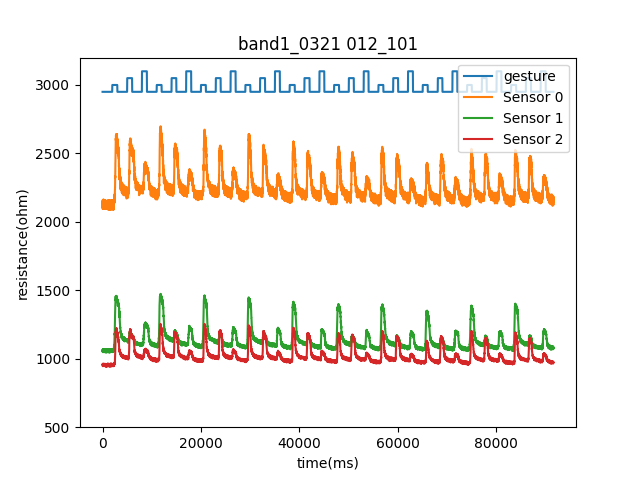 band1_0321 012_101
gesture
Sensor 0
Sensor 1
Sensor 2
resistance(ohm)
3000
2500
2000
1500
1000
500
0 20000 40000 60000 80000
time(ms)